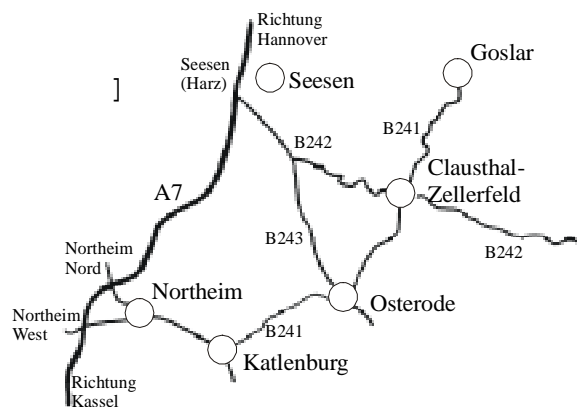 Richtung
Hannover
Goslar
Seesen
(Harz)
Seesen
]
B241
B242
Clausthal-
Zellerfeld
A7
B243
B242
Northeim
Nord
Northeim
Osterode
Northeim
West
B241
Katlenburg
Richtung
Kassel